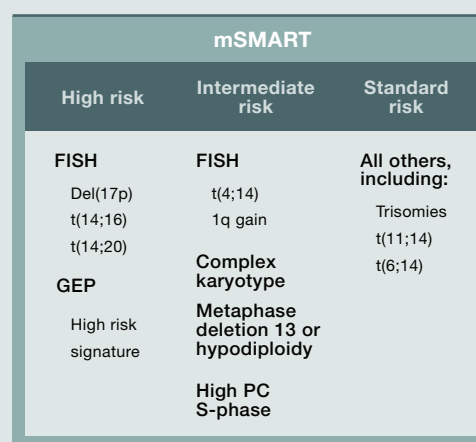 mSMART
High risk
Intermediate
risk
Standard
risk
FISH
Del(17p)
t(14;16)
t(14;20)
GEP
High risk
signature
FISH
t(4;14)
1q gain
Complex
karyotype
Metaphase
deletion 13 or
hypodiploidy
High PC
S-phase
All others,
including:
Trisomies
t(11;14)
t(6;14)